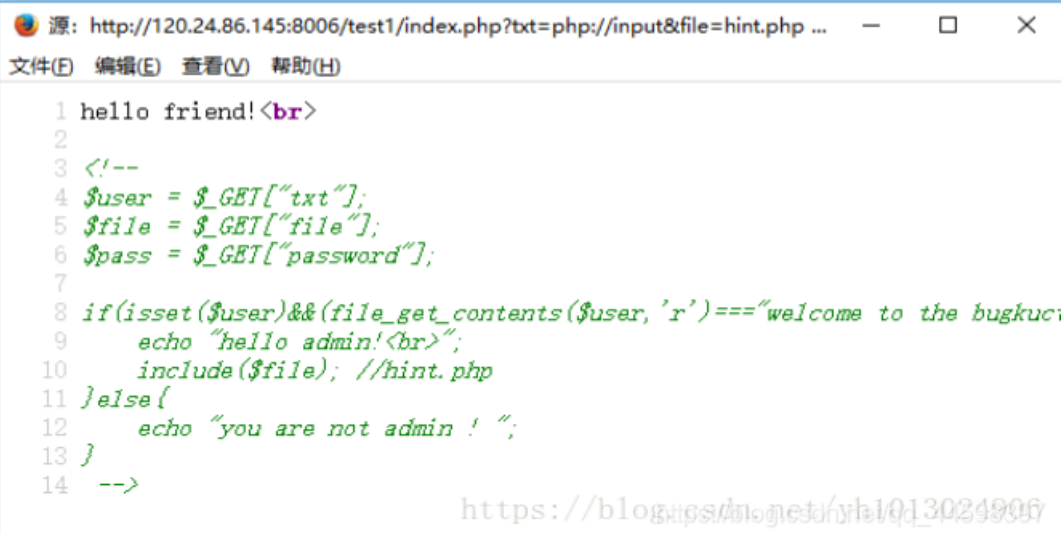 源: http://120.24.86.145:8006/test1/index.php?txt=php://input&file=hint.php ...
文件(F) 编辑(E) 查看(V) 帮助(H)
1 hello friend!<br>
2
3 <!--
4 $user = $_GET["txt"];
5 $file = $_GET["file"];
6 $pass = $_GET["password"];
7
8 if(isset($user)&&(file_get_contents($user,'r')==="welcome to the bugkuct
9 echo "hello admin!<br>";
10 include($file); //hint.php
11 }else{
12 echo "you are not admin ! ";
13 }
14 -->
https://blog.csdn.net/yh1013024906